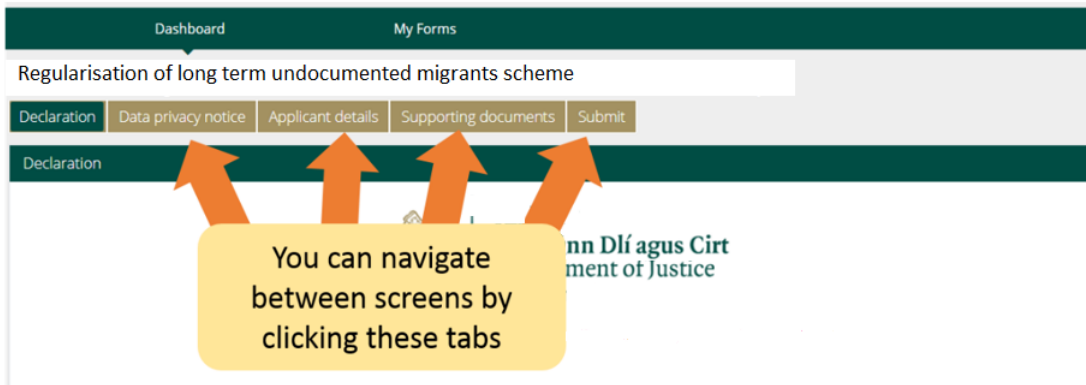 Dashboard My Forms
Regularisation of long term undocumented migrants scheme
Declaration Data privacy notice Applicant details Supporting documents Submit
Declaration
nn Dlí agus Cirt
ment of Justice
You can navigate
between screens by
clicking these tabs